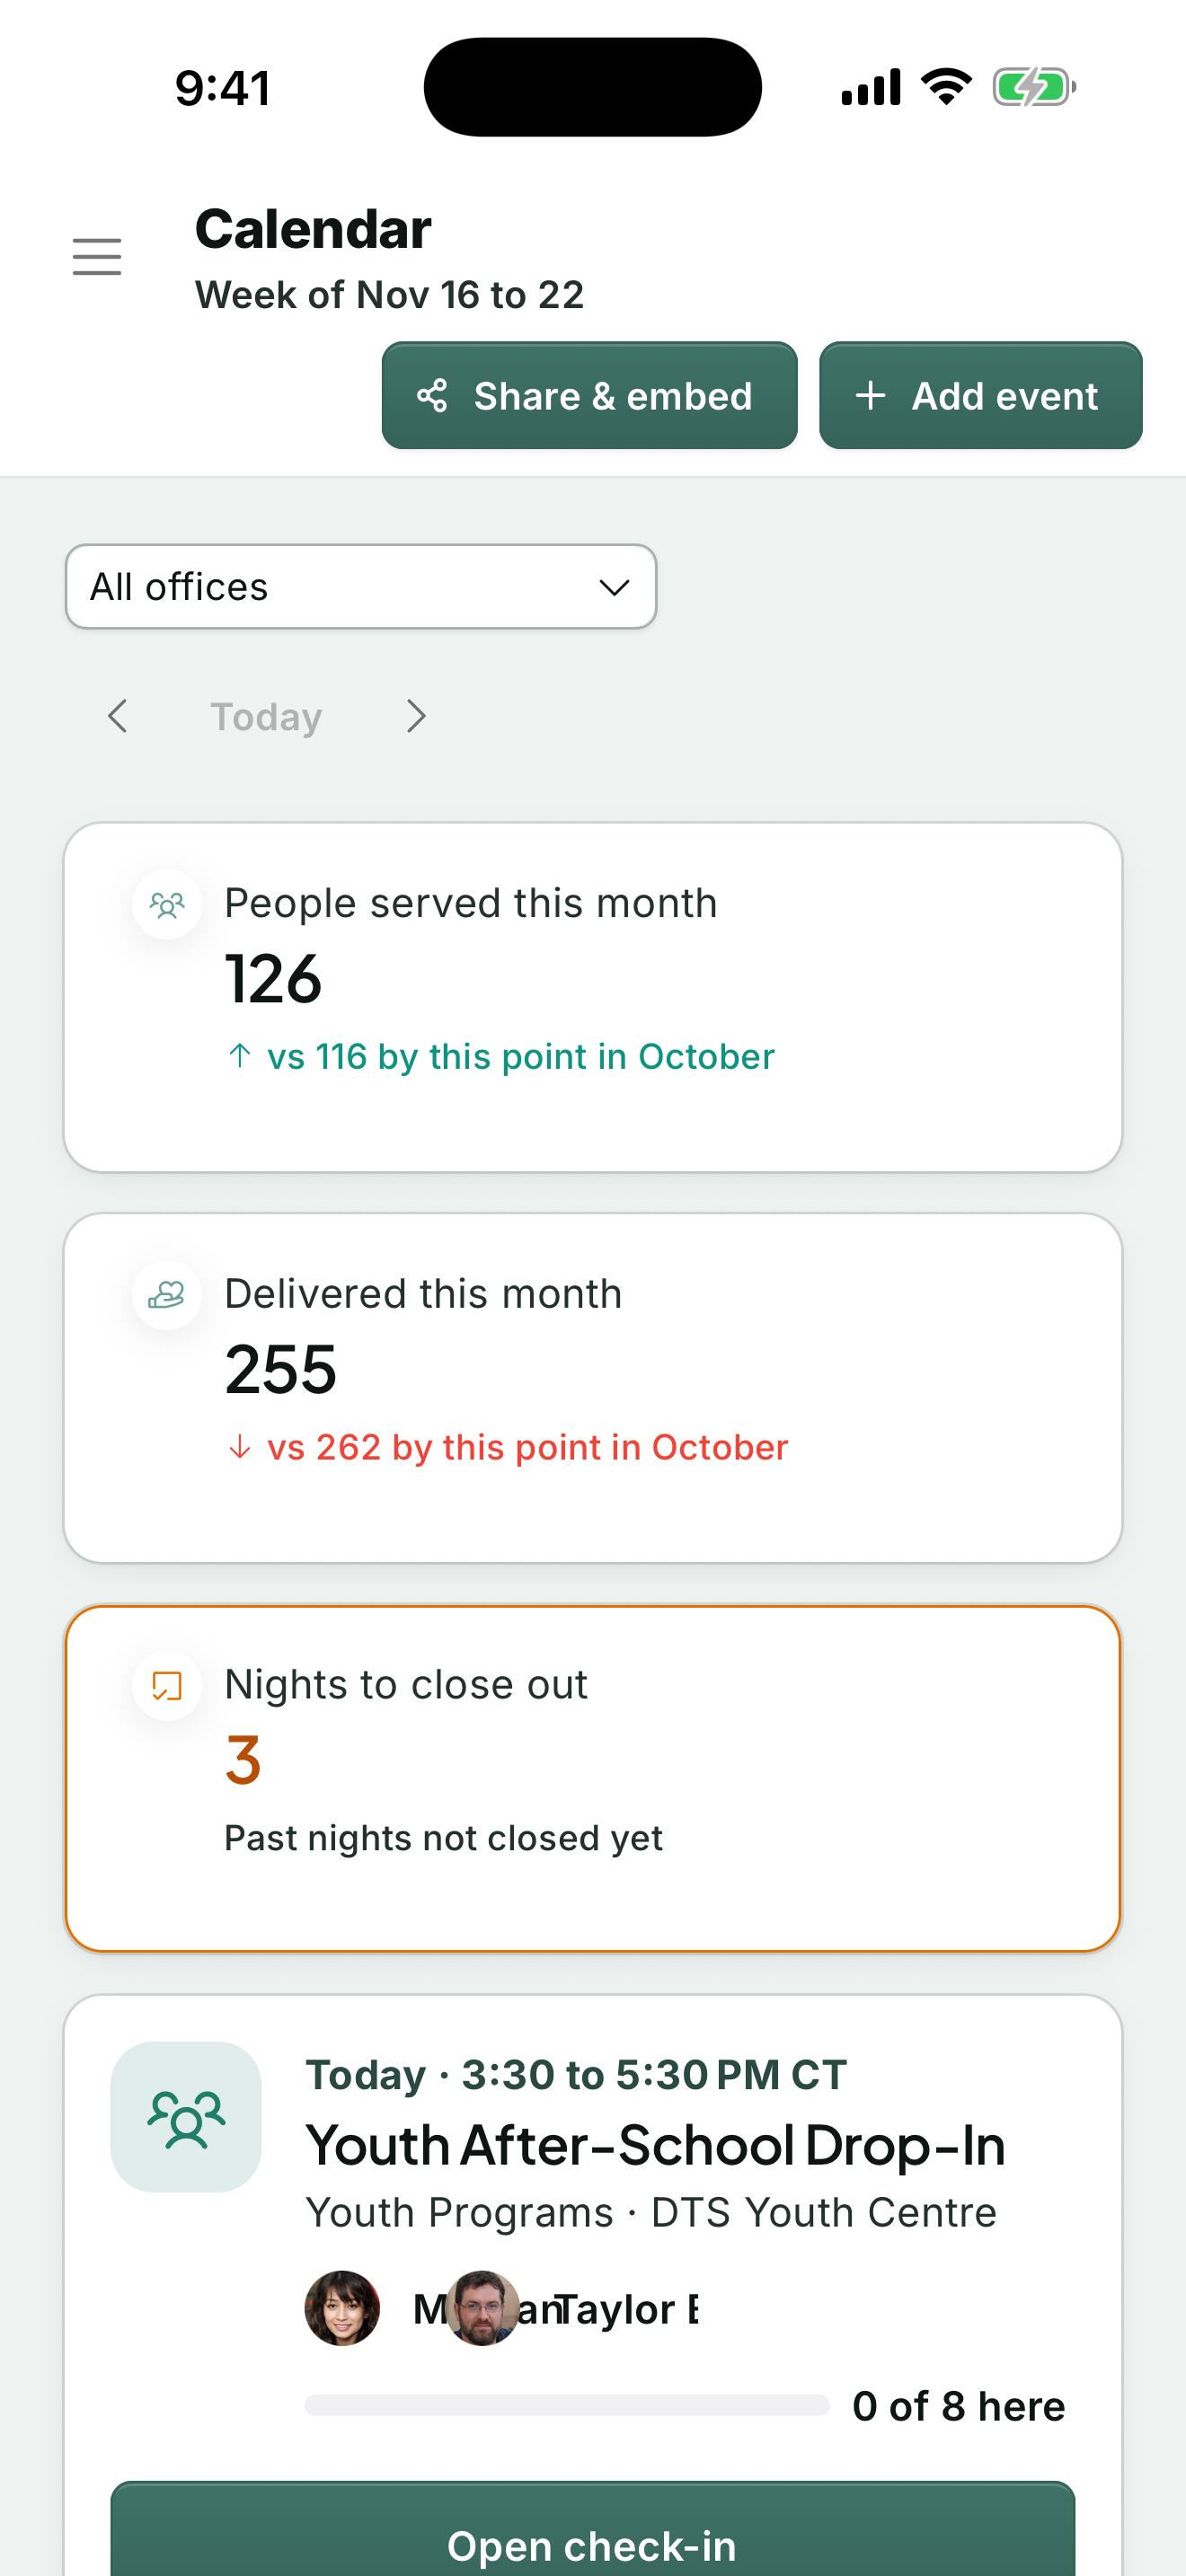 9:41
Calendar
Week of Nov 16 to 22
Share & embed
Add event
All offices
Today
People served this month
126
↑ vs 116 by this point in October
Delivered this month
255
↓ vs 262 by this point in October
Nights to close out
3
Past nights not closed yet
Today · 3:30 to 5:30 PM CT
Youth After-School Drop-In
Youth Programs · DTS Youth Centre
Taylor
0 of 8 here
Open check-in